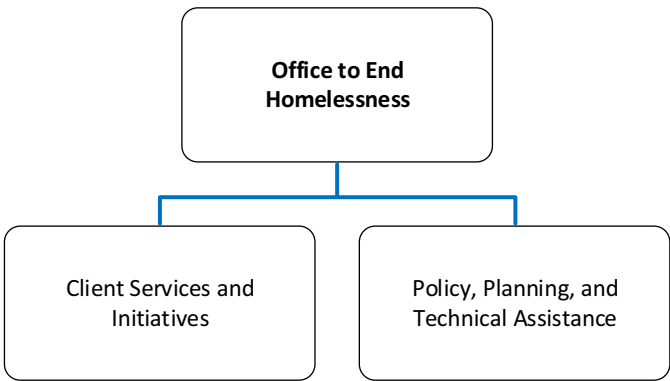 Office to End
Homelessness
Client Services and
Initiatives
Policy, Planning, and
Technical Assistance